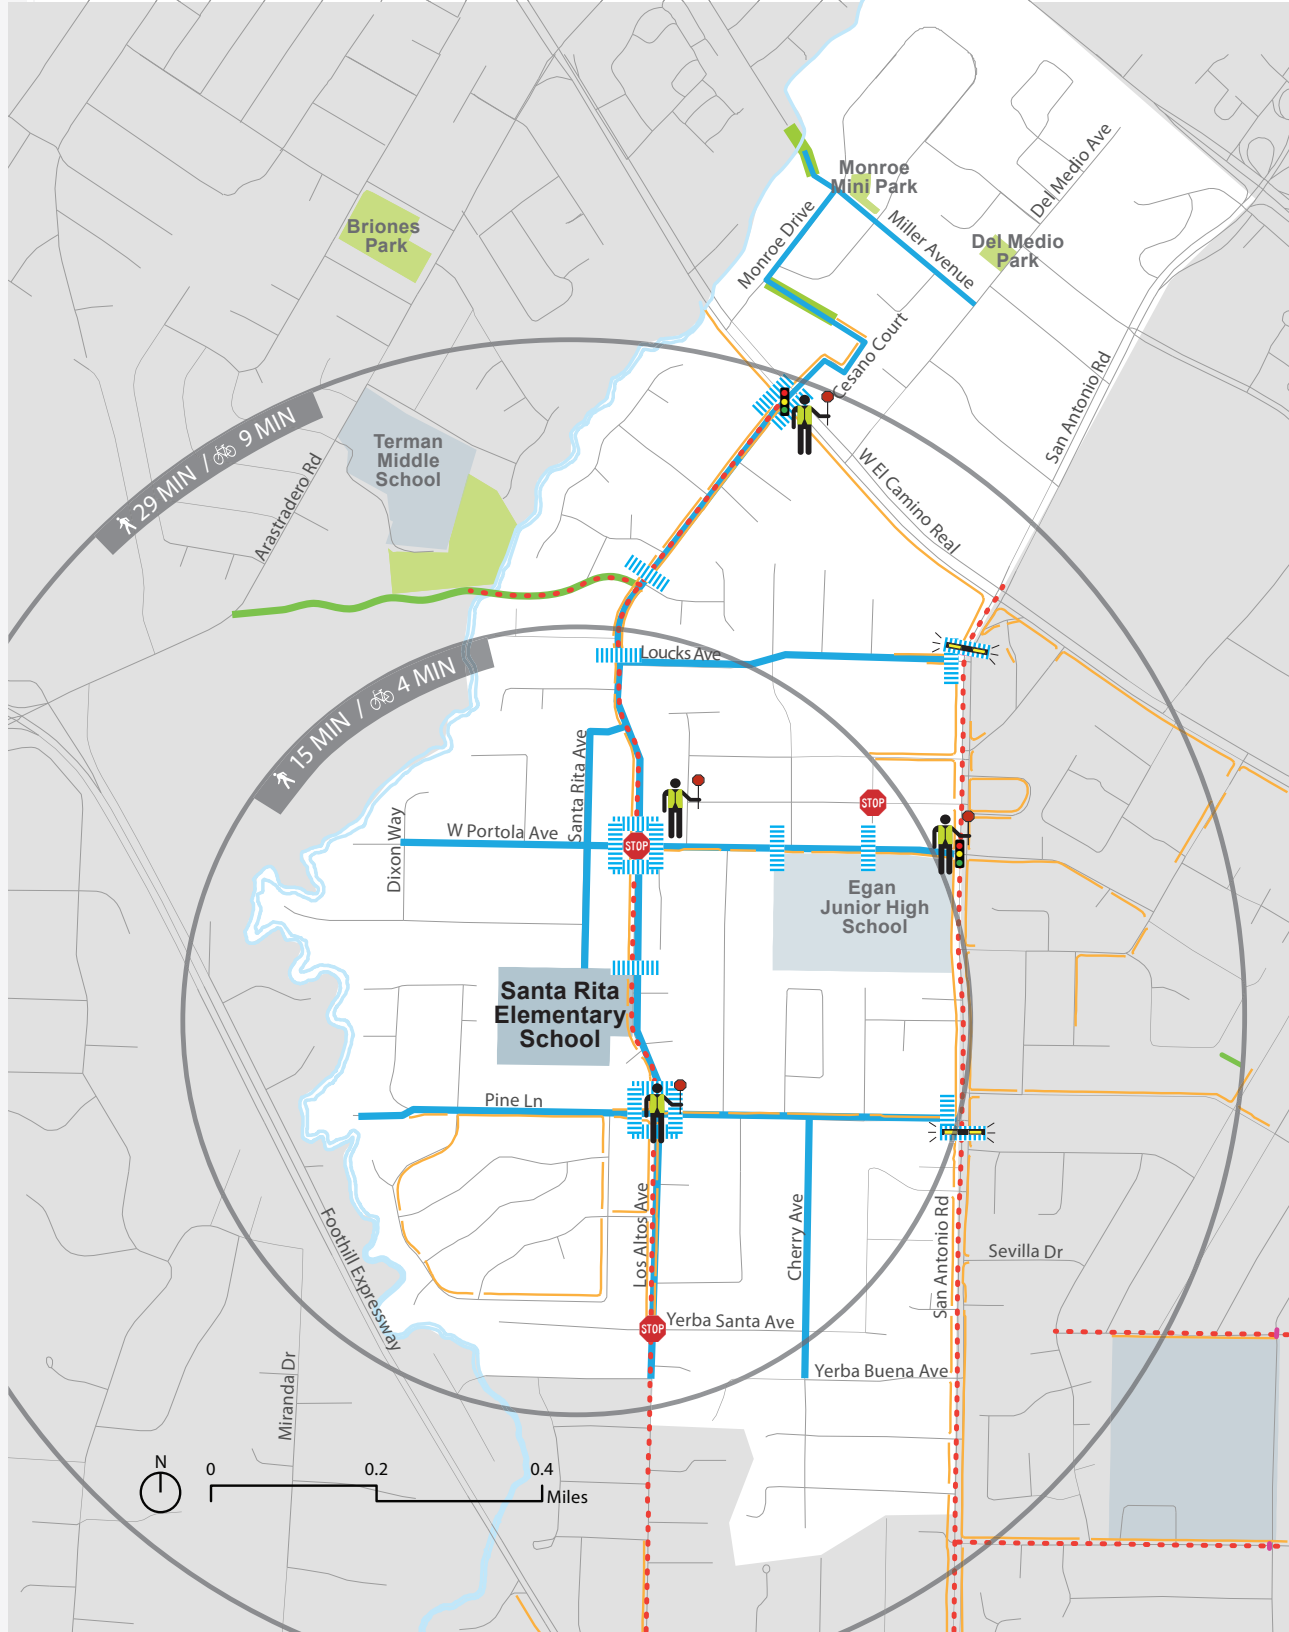 Monroe
Mini Park
Del Medio Ave
Briones
Park
Monroe Drive
Miller Avenue
Del Medio
Park
Cesano Court
San Antonio Rd
29 MIN / 9 MIN
Terman
Middle
School
Arastradero Rd
W El Camino Real
15 MIN / 4 MIN
Loucks Ave
Santa Rita Ave
W Portola Ave
Dixon Way
STOP
STOP
Egan
Junior High
School
Santa Rita
Elementary
School
Pine Ln
Los Altos Ave
Cherry Ave
San Antonio Rd
Sevilla Dr
Foothill Expressway
STOP
Yerba Santa Ave
Yerba Buena Ave
Miranda Dr
N
0 0.2 0.4
Miles